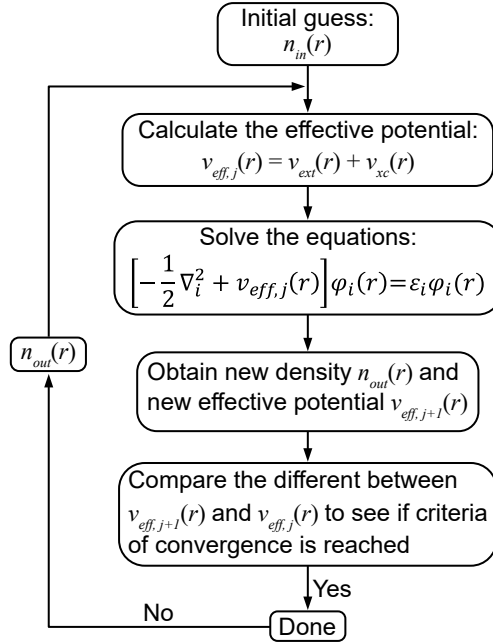 Initial guess:
n_in(r)
Calculate the effective potential:
v_eff,j(r) = v_ext(r) + v_xc(r)
Solve the equations:
[-1/2 ∇_i^2 + v_eff,j(r)]φ_i(r)=ε_iφ_i(r)
n_out(r)
Obtain new density n_out(r) and
new effective potential v_eff,j+1(r)
Compare the different between
v_eff,j+1(r) and v_eff,j(r) to see if criteria
of convergence is reached
Yes
No
Done